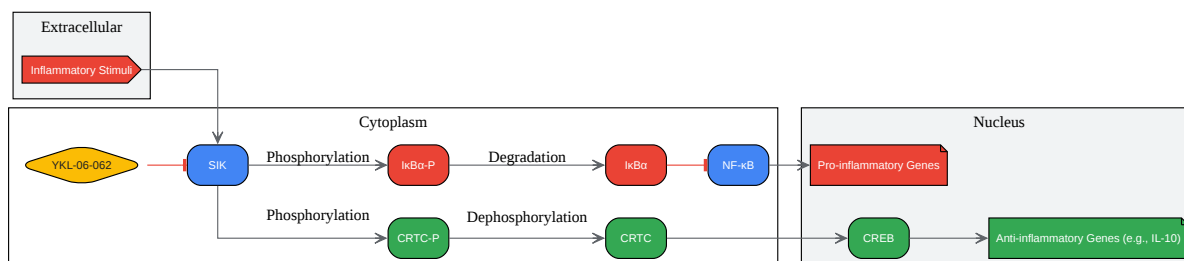 Extracellular
Inflammatory Stimuli
Cytoplasm
Nucleus
YKL-06-062
SIK
Phosphorylation
IκBα-P
Degradation
IκBα
NF-κB
Pro-inflammatory Genes
Phosphorylation
CRTC-P
Dephosphorylation
CRTC
CREB
Anti-inflammatory Genes (e.g., IL-10)